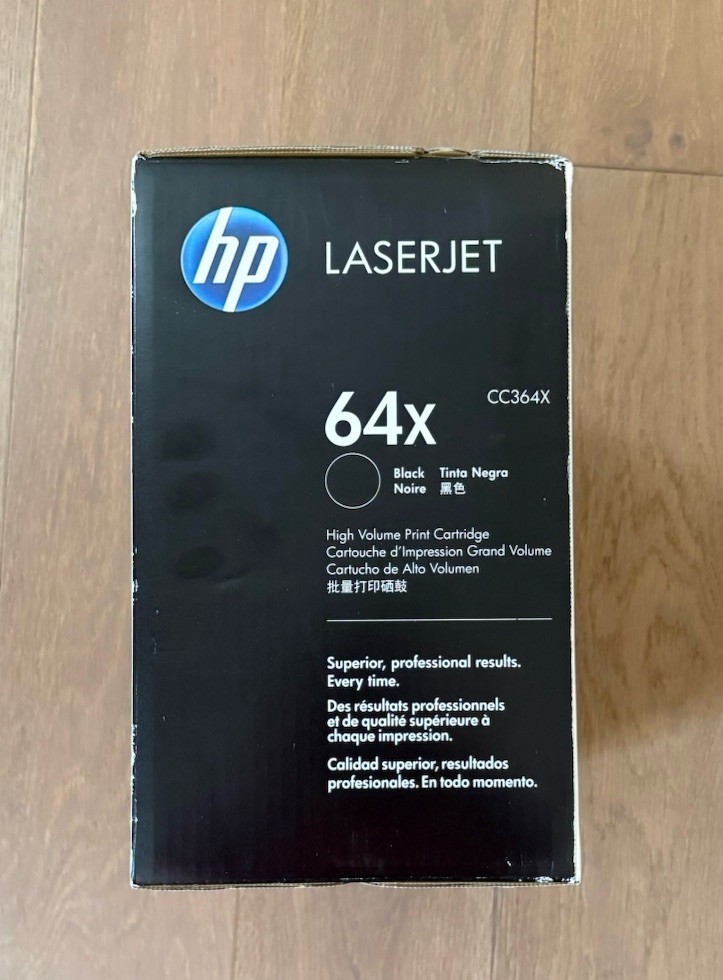 hp
LASERJET
64x
CC364X
Black Tinta Negra
Noire 黑色
High Volume Print Cartridge
Cartouche d'Impression Grand Volume
Cartucho de Alto Volumen
批量打印硒鼓
Superior, professional results.
Every time.
Des résultats professionnels
et de qualité supérieure à
chaque impression.
Calidad superior, resultados
profesionales. En todo momento.